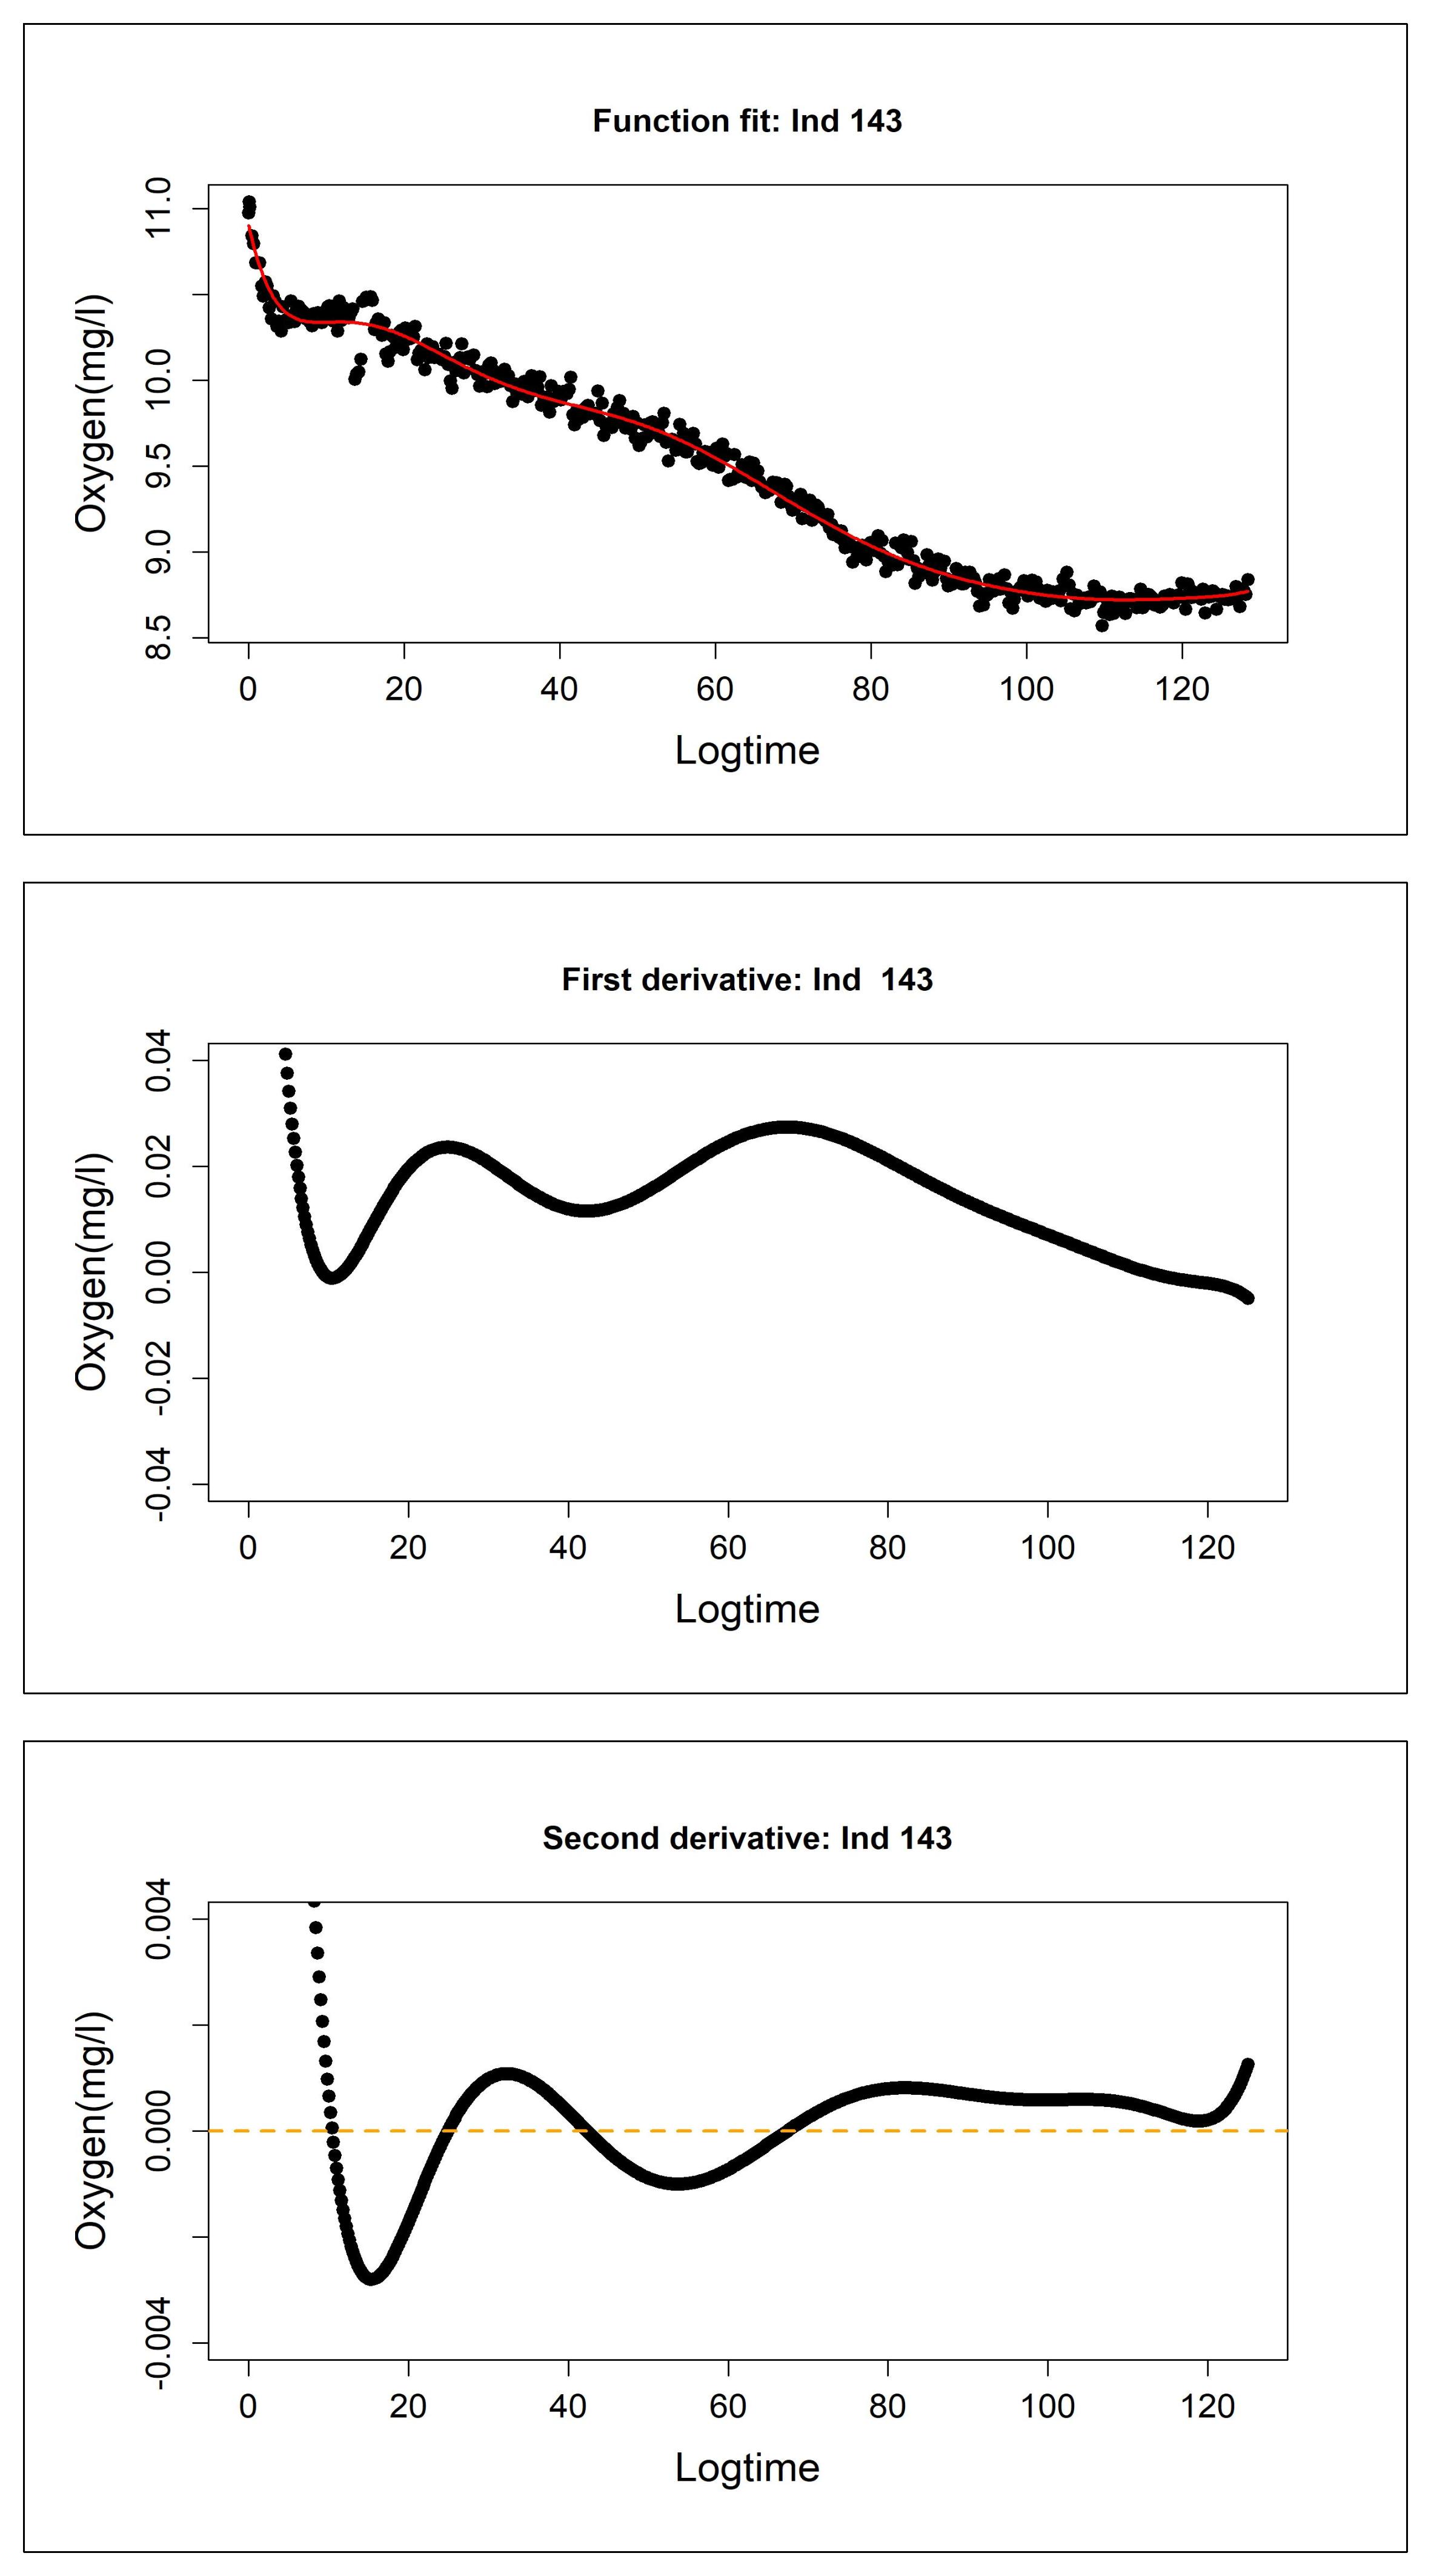 Function fit: Ind 143
Oxygen(mg/l)
11.0
10.0
9.5
9.0
8.5
0 20 40 60 80 100 120
Logtime
First derivative: Ind  143
Oxygen(mg/l)
0.04
0.02
0.00
-0.02
-0.04
0 20 40 60 80 100 120
Logtime
Second derivative: Ind 143
Oxygen(mg/l)
0.004
0.000
-0.004
0 20 40 60 80 100 120
Logtime